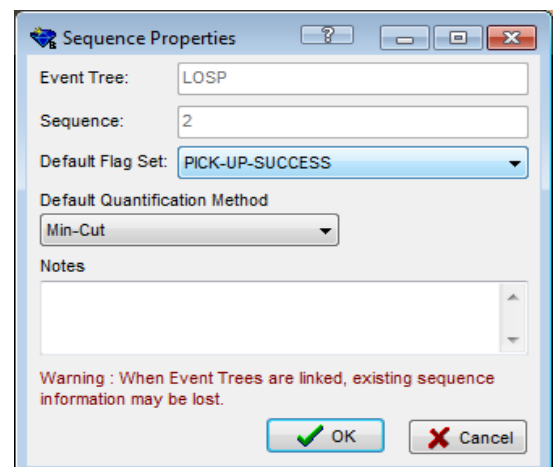 Sequence Properties
Event Tree: LOSP
Sequence: 2
Default Flag Set: PICK-UP-SUCCESS
Default Quantification Method
Min-Cut
Notes
Warning : When Event Trees are linked, existing sequence
information may be lost.
OK Cancel